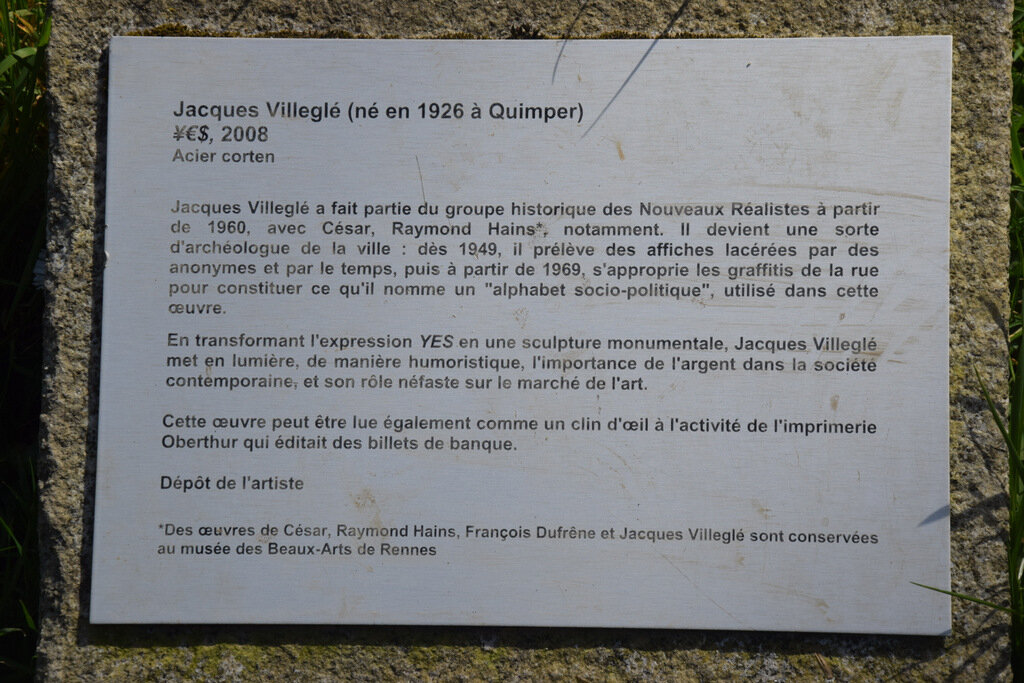 Jacques Villeglé (né en 1926 à Quimper)
¥€$, 2008
Acier corten
Jacques Villeglé a fait partie du groupe historique des Nouveaux Réalistes à partir
de 1960, avec César, Raymond Hains*, notamment. Il devient une sorte
d'archéologue de la ville : dès 1949, il prélève des affiches lacérées par des
anonymes et par le temps, puis à partir de 1969, s'approprie les graffitis de la rue
pour constituer ce qu'il nomme un "alphabet socio-politique", utilisé dans cette
œuvre.
En transformant l'expression YES en une sculpture monumentale, Jacques Villeglé
met en lumière, de manière humoristique, l'importance de l'argent dans la société
contemporaine, et son rôle néfaste sur le marché de l'art.
Cette œuvre peut être lue également comme un clin d'œil à l'activité de l'imprimerie
Oberthur qui éditait des billets de banque.
Dépôt de l'artiste
*Des œuvres de César, Raymond Hains, François Dufrêne et Jacques Villeglé sont conservées
au musée des Beaux-Arts de Rennes